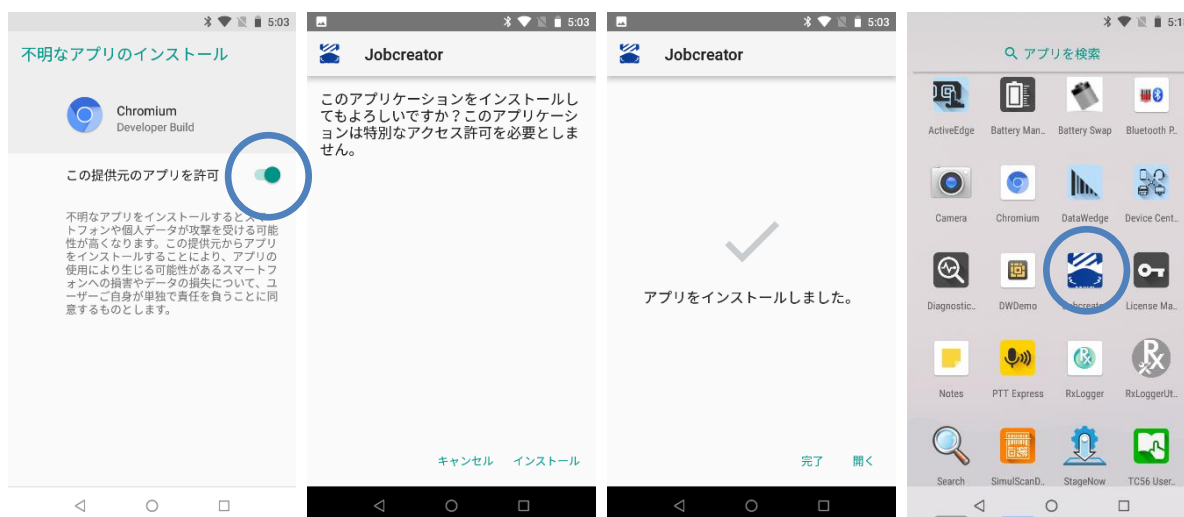 5:03
不明なアプリのインストール
Chromium
Developer Build
この提供元のアプリを許可
不明なアプリをインストールするとスマー
トフォンや個人データが攻撃を受ける可能
性が高くなります。この提供元からアプリ
をインストールすることにより、アプリの
使用により生じる可能性があるスマートフ
ォンへの損害やデータの損失について、ユ
ーザーご自身が単独で責任を負うことに同
意するものとします。
5:03
Jobcreator
このアプリケーションをインストールし
てもよろしいですか？このアプリケーシ
ョンは特別なアクセス許可を必要としま
せん。
キャンセル インストール
5:03
Jobcreator
アプリをインストールしました。
完了 開く
アプリを検索
ActiveEdge Battery Man.. Battery Swap Bluetooth P..
Camera Chromium DataWedge Device Cent..
Diagnostic.. DWDemo Jobcreator License Ma..
Notes PTT Express RxLogger RxLoggerUt..
Search SimulScanD.. StageNow TC56 User..